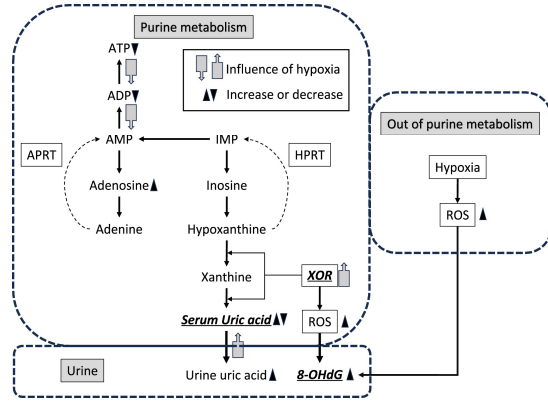 Purine metabolism
ATP▼
Influence of hypoxia
ADP▼
▲▼ Increase or decrease
Out of purine metabolism
AMP
IMP
APRT
HPRT
Hypoxia
Adenosine▲
Inosine
ROS ▲
Adenine
Hypoxanthine
Xanthine
XOR
Serum Uric acid▲▼
ROS ▲
Urine
Urine uric acid▲
8-OHdG ▲